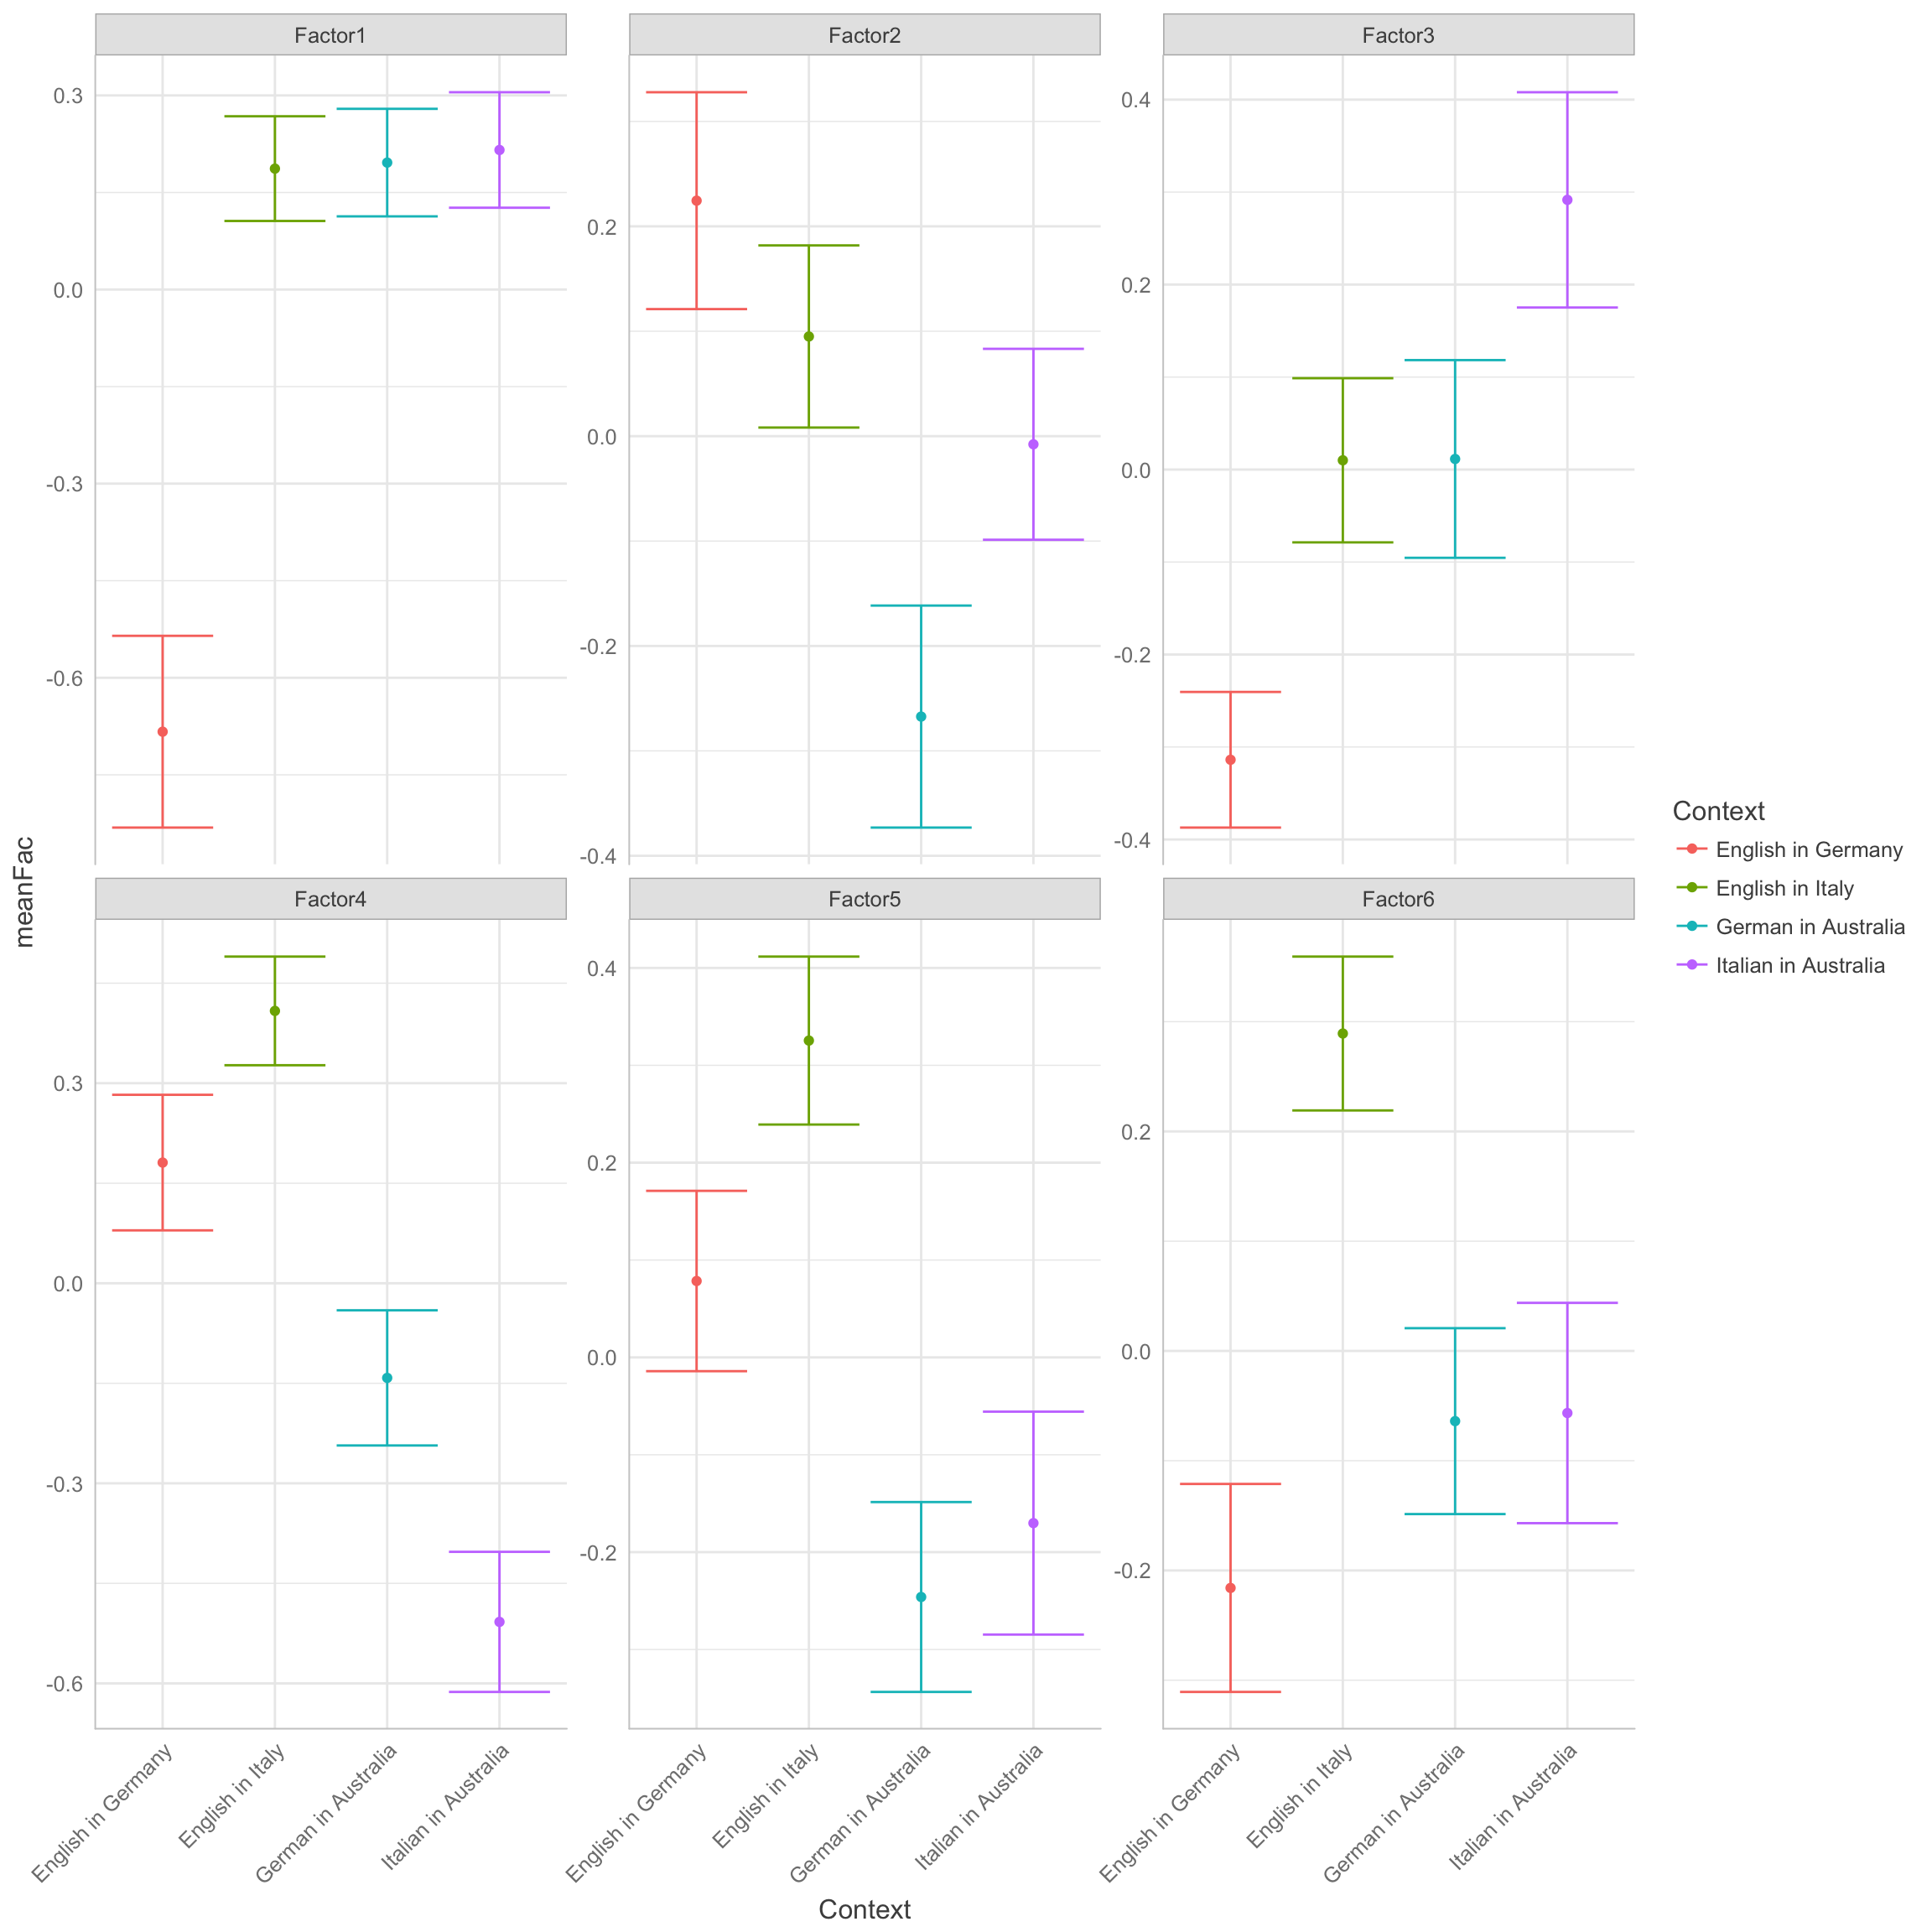 Factor1 Factor2 Factor3
0.3
0.0
-0.3
-0.6
0.2
0.0
-0.2
-0.4
0.4
0.2
0.0
-0.2
-0.4
meanFac
Factor4 Factor5 Factor6
0.3
0.0
-0.3
-0.6
0.4
0.2
0.0
-0.2
0.2
0.0
-0.2
English in Germany
English in Italy
German in Australia
Italian in Australia
English in Germany
English in Italy
German in Australia
Italian in Australia
English in Germany
English in Italy
German in Australia
Italian in Australia
Context
Context
English in Germany
English in Italy
German in Australia
Italian in Australia